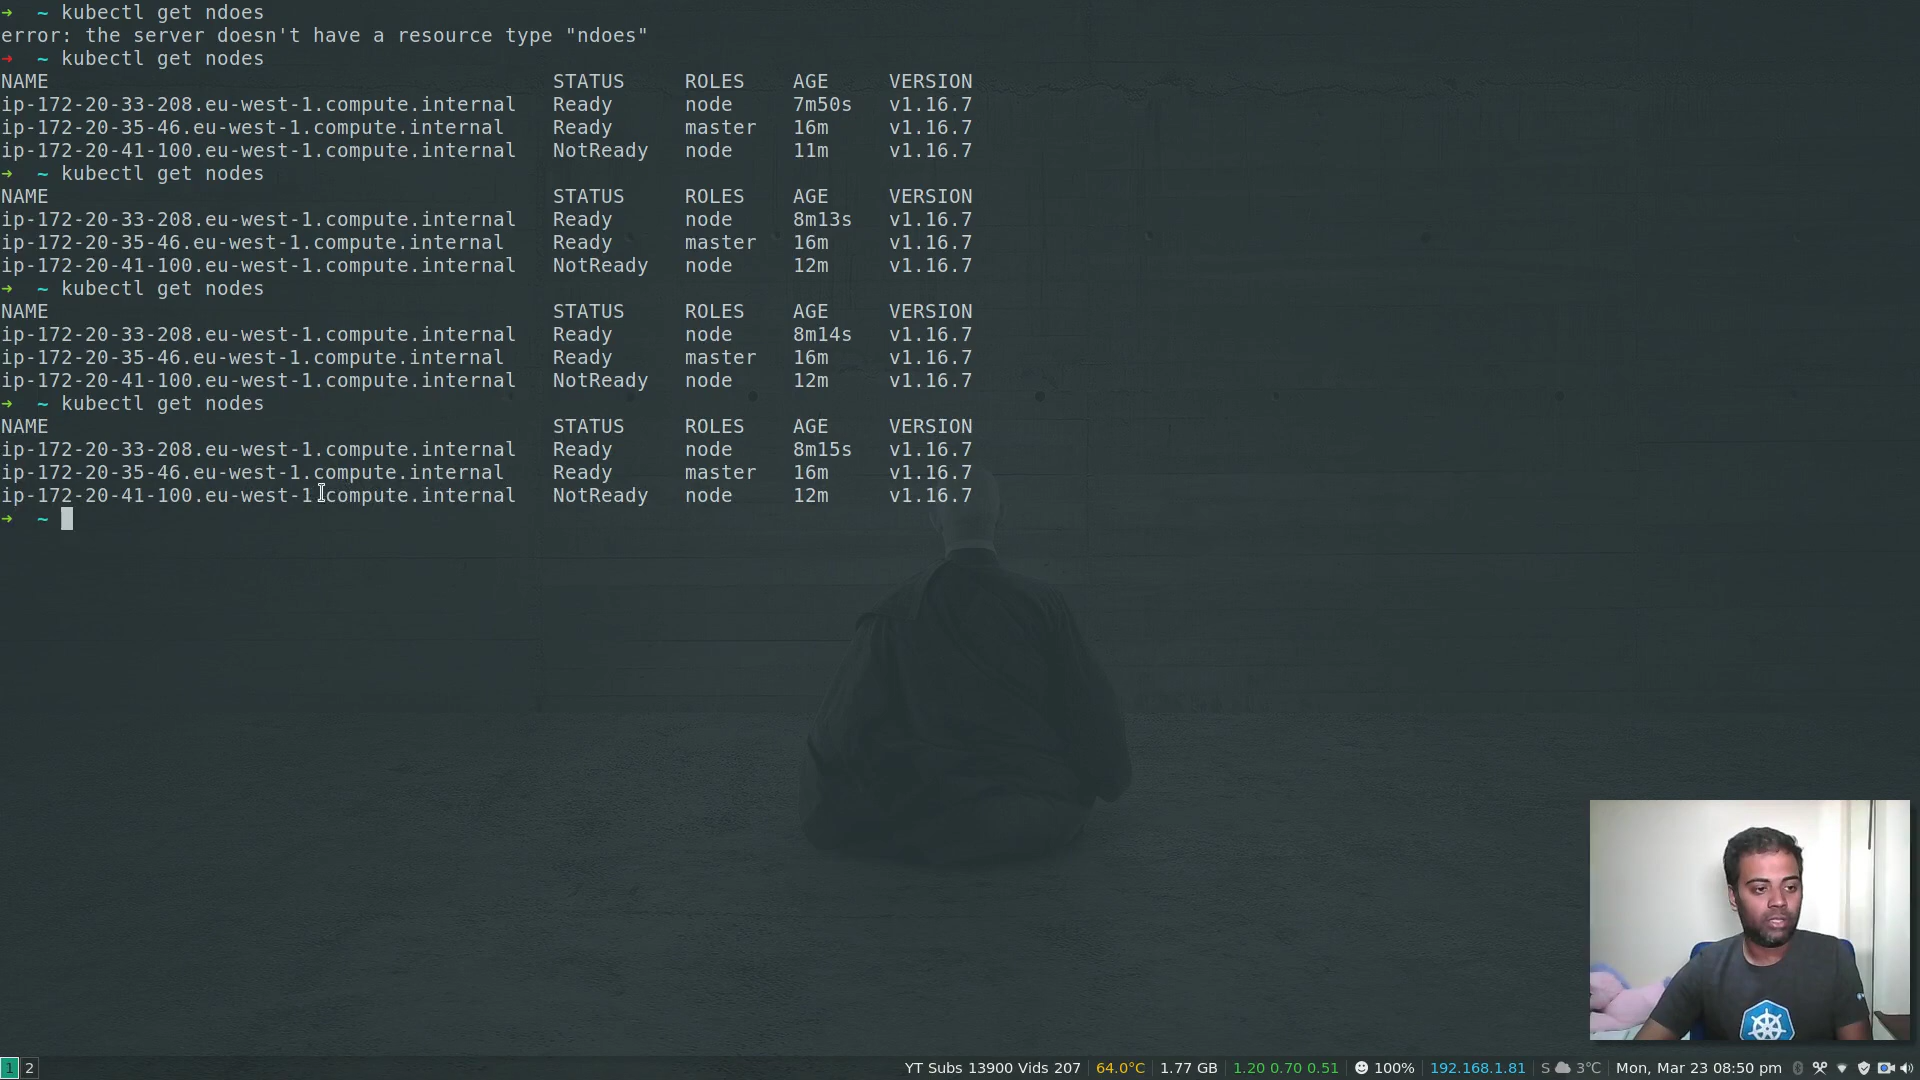 ➜  ~ kubectl get ndoes
error: the server doesn't have a resource type "ndoes"
➜  ~ kubectl get nodes
NAME                                          STATUS     ROLES    AGE     VERSION
ip-172-20-33-208.eu-west-1.compute.internal   Ready      node     7m50s   v1.16.7
ip-172-20-35-46.eu-west-1.compute.internal    Ready      master   16m     v1.16.7
ip-172-20-41-100.eu-west-1.compute.internal   NotReady   node     11m     v1.16.7
➜  ~ kubectl get nodes
NAME                                          STATUS     ROLES    AGE     VERSION
ip-172-20-33-208.eu-west-1.compute.internal   Ready      node     8m13s   v1.16.7
ip-172-20-35-46.eu-west-1.compute.internal    Ready      master   16m     v1.16.7
ip-172-20-41-100.eu-west-1.compute.internal   NotReady   node     12m     v1.16.7
➜  ~ kubectl get nodes
NAME                                          STATUS     ROLES    AGE     VERSION
ip-172-20-33-208.eu-west-1.compute.internal   Ready      node     8m14s   v1.16.7
ip-172-20-35-46.eu-west-1.compute.internal    Ready      master   16m     v1.16.7
ip-172-20-41-100.eu-west-1.compute.internal   NotReady   node     12m     v1.16.7
➜  ~ kubectl get nodes
NAME                                          STATUS     ROLES    AGE     VERSION
ip-172-20-33-208.eu-west-1.compute.internal   Ready      node     8m15s   v1.16.7
ip-172-20-35-46.eu-west-1.compute.internal    Ready      master   16m     v1.16.7
ip-172-20-41-100.eu-west-1.compute.internal   NotReady   node     12m     v1.16.7
➜  ~
1 2 YT Subs 13900 Vids 207 64.0°C 1.77 GB 1.20 0.70 0.51 100% 192.168.1.81 S 3°C Mon, Mar 23 08:50 pm